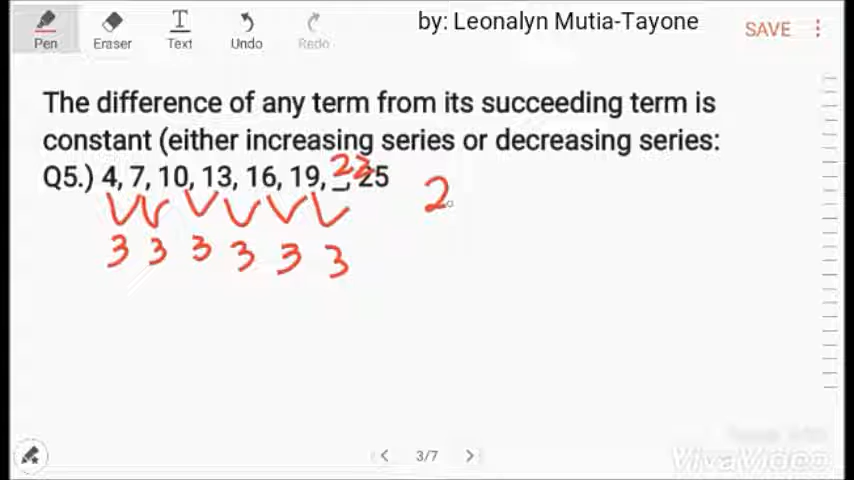 by: Leonalyn Mutia-Tayone
Pen Eraser Text Undo Redo SAVE
The difference of any term from its succeeding term is
constant (either increasing series or decreasing series:
22
Q5.) 4, 7, 10, 13, 16, 19, _, 25 2
3 3 3 3 3 3
3/7
VivaVideo